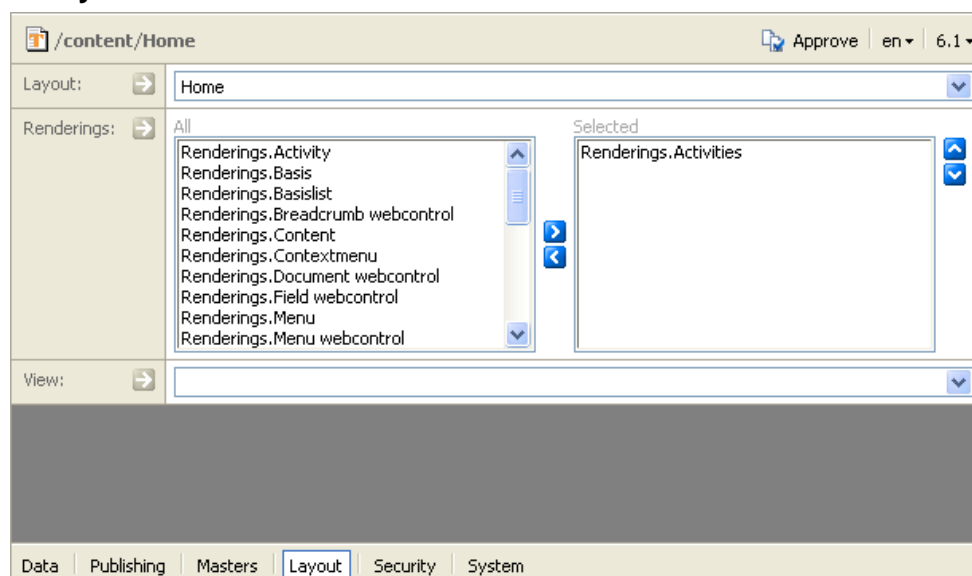 /content/Home Approve en 6.1
Layout: Home
Renderings: All Selected
Renderings.Activity Renderings.Activities
Renderings.Basis
Renderings.Basislist
Renderings.Breadcrumb webcontrol
Renderings.Content
Renderings.Contextmenu
Renderings.Document webcontrol
Renderings.Field webcontrol
Renderings.Menu
Renderings.Menu webcontrol
View:
Data Publishing Masters Layout Security System